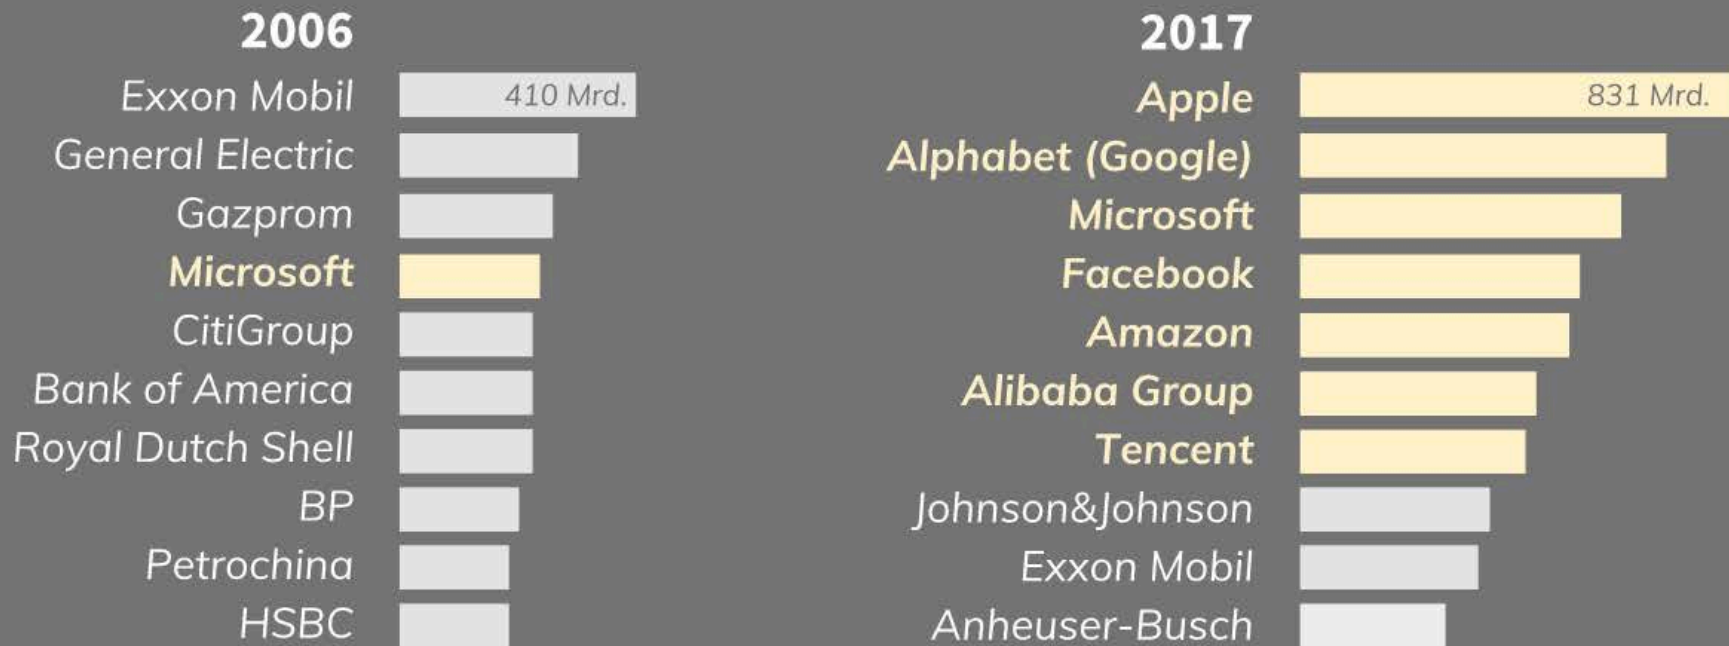 2006
Exxon Mobil 410 Mrd.
General Electric
Gazprom
Microsoft
CitiGroup
Bank of America
Royal Dutch Shell
BP
Petrochina
HSBC
2017
Apple 831 Mrd.
Alphabet (Google)
Microsoft
Facebook
Amazon
Alibaba Group
Tencent
Johnson&Johnson
Exxon Mobil
Anheuser-Busch